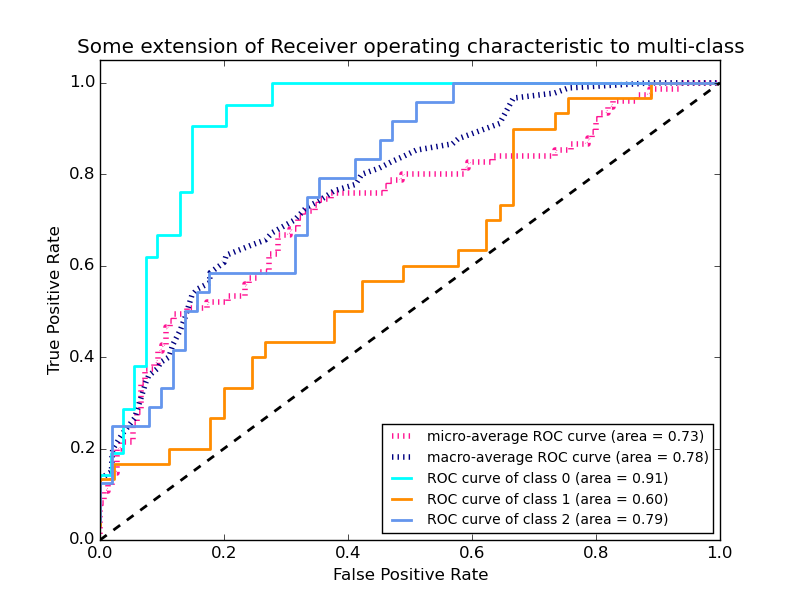 Some extension of Receiver operating characteristic to multi-class
1.0
0.8
0.6
0.4
0.2
0.0
True Positive Rate
micro-average ROC curve (area = 0.73)
macro-average ROC curve (area = 0.78)
ROC curve of class 0 (area = 0.91)
ROC curve of class 1 (area = 0.60)
ROC curve of class 2 (area = 0.79)
0.0 0.2 0.4 0.6 0.8 1.0
False Positive Rate